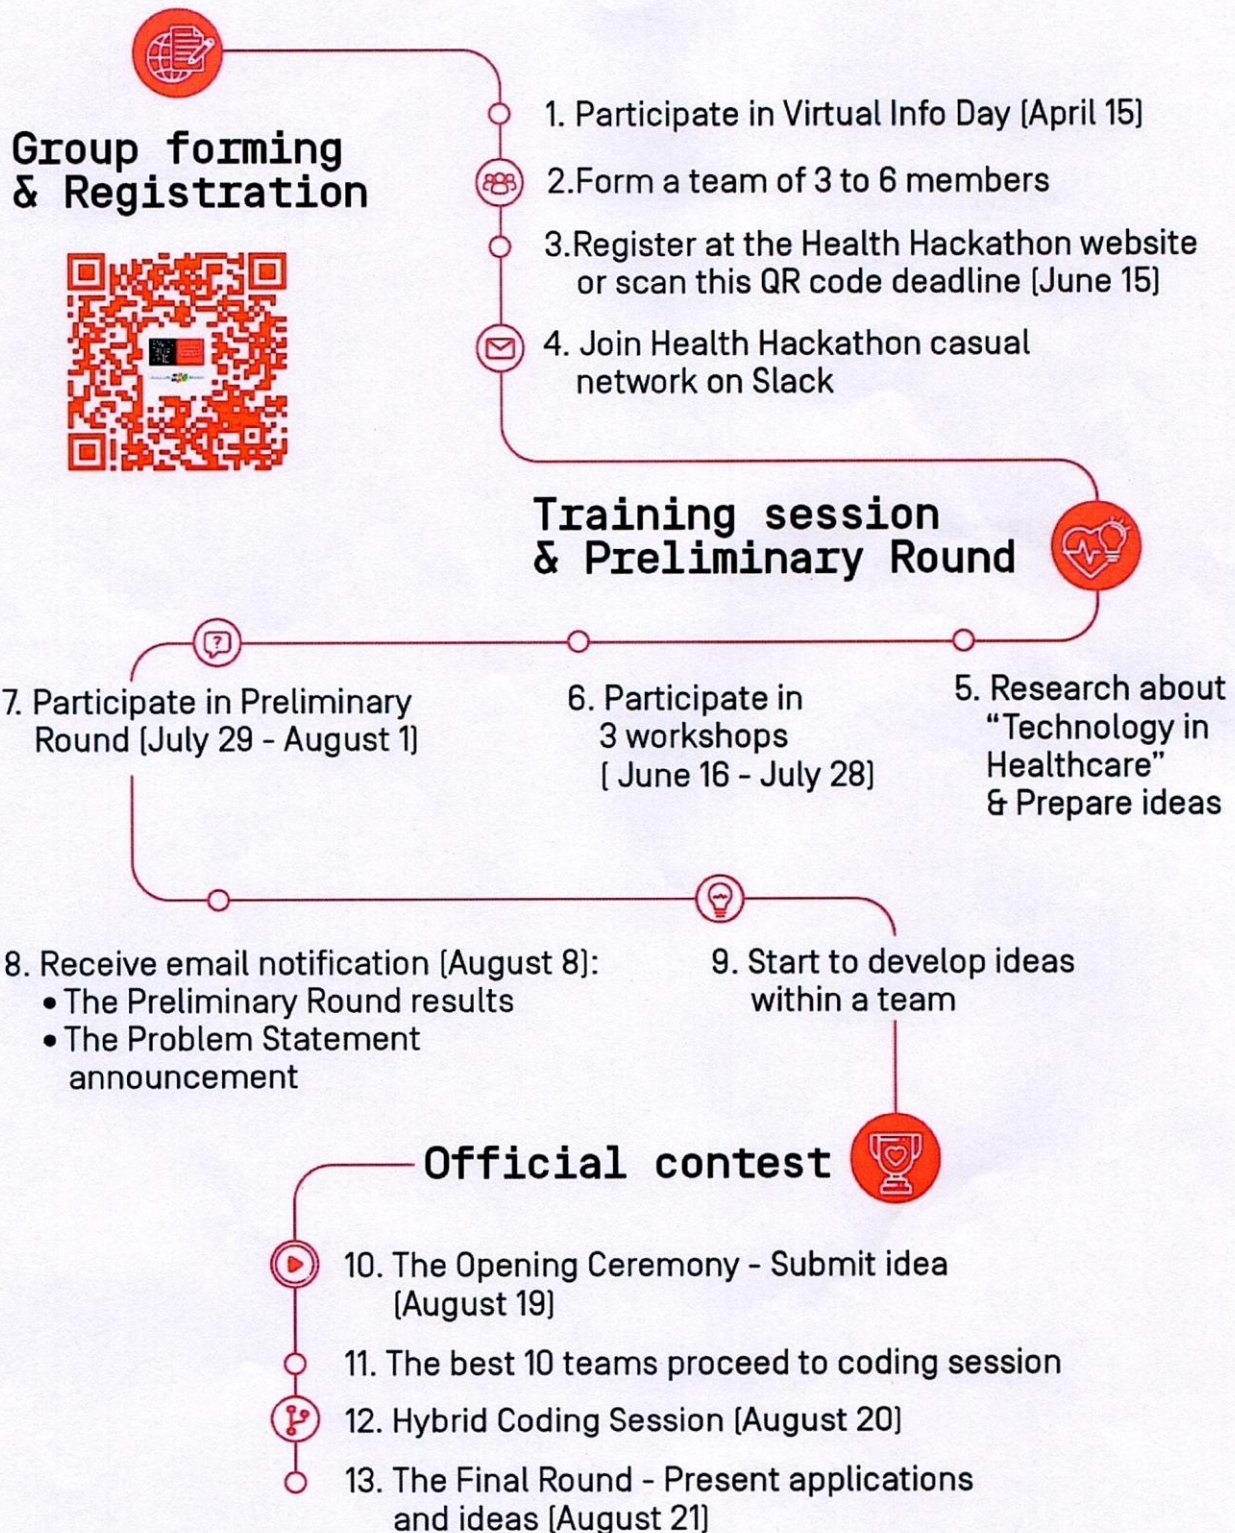 Group forming
& Registration
1. Participate in Virtual Info Day (April 15)
2.Form a team of 3 to 6 members
3.Register at the Health Hackathon website
or scan this QR code deadline (June 15)
4. Join Health Hackathon casual
network on Slack
Training session
& Preliminary Round
5. Research about
“Technology in
Healthcare”
& Prepare ideas
6. Participate in
3 workshops
( June 16 - July 28)
7. Participate in Preliminary
Round (July 29 - August 1)
8. Receive email notification (August 8):
• The Preliminary Round results
• The Problem Statement
announcement
9. Start to develop ideas
within a team
Official contest
10. The Opening Ceremony - Submit idea
(August 19)
11. The best 10 teams proceed to coding session
12. Hybrid Coding Session (August 20)
13. The Final Round - Present applications
and ideas (August 21)